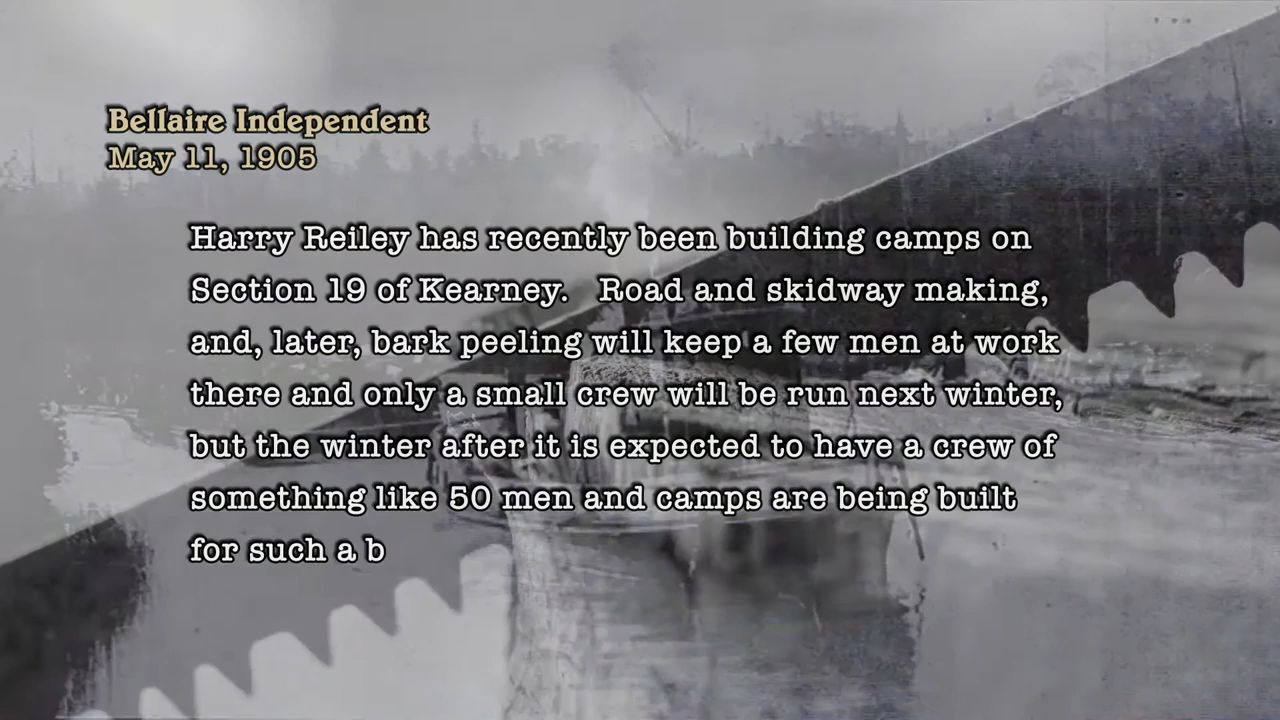 Bellaire Independent
May 11, 1905
Harry Reiley has recently been building camps on
Section 19 of Kearney. Road and skidway making,
and, later, bark peeling will keep a few men at work
there and only a small crew will be run next winter,
but the winter after it is expected to have a crew of
something like 50 men and camps are being built
for such a b